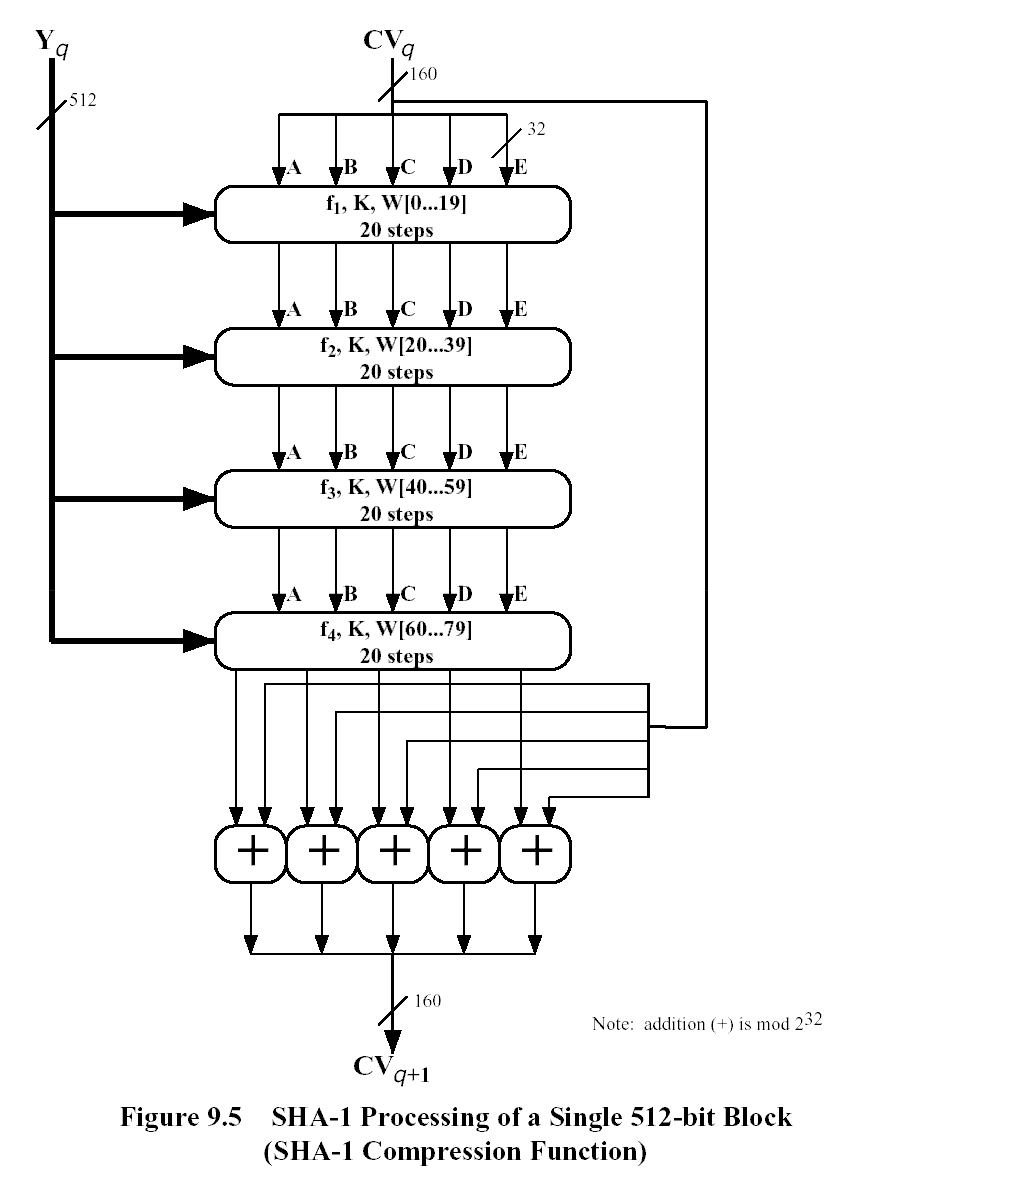 Yq
CVq
160
512
32
A B C D E
f1, K, W[0...19]
20 steps
A B C D E
f2, K, W[20...39]
20 steps
A B C D E
f3, K, W[40...59]
20 steps
A B C D E
f4, K, W[60...79]
20 steps
+ + + + +
160
Note: addition (+) is mod 2^32
CVq+1
Figure 9.5 SHA-1 Processing of a Single 512-bit Block
(SHA-1 Compression Function)